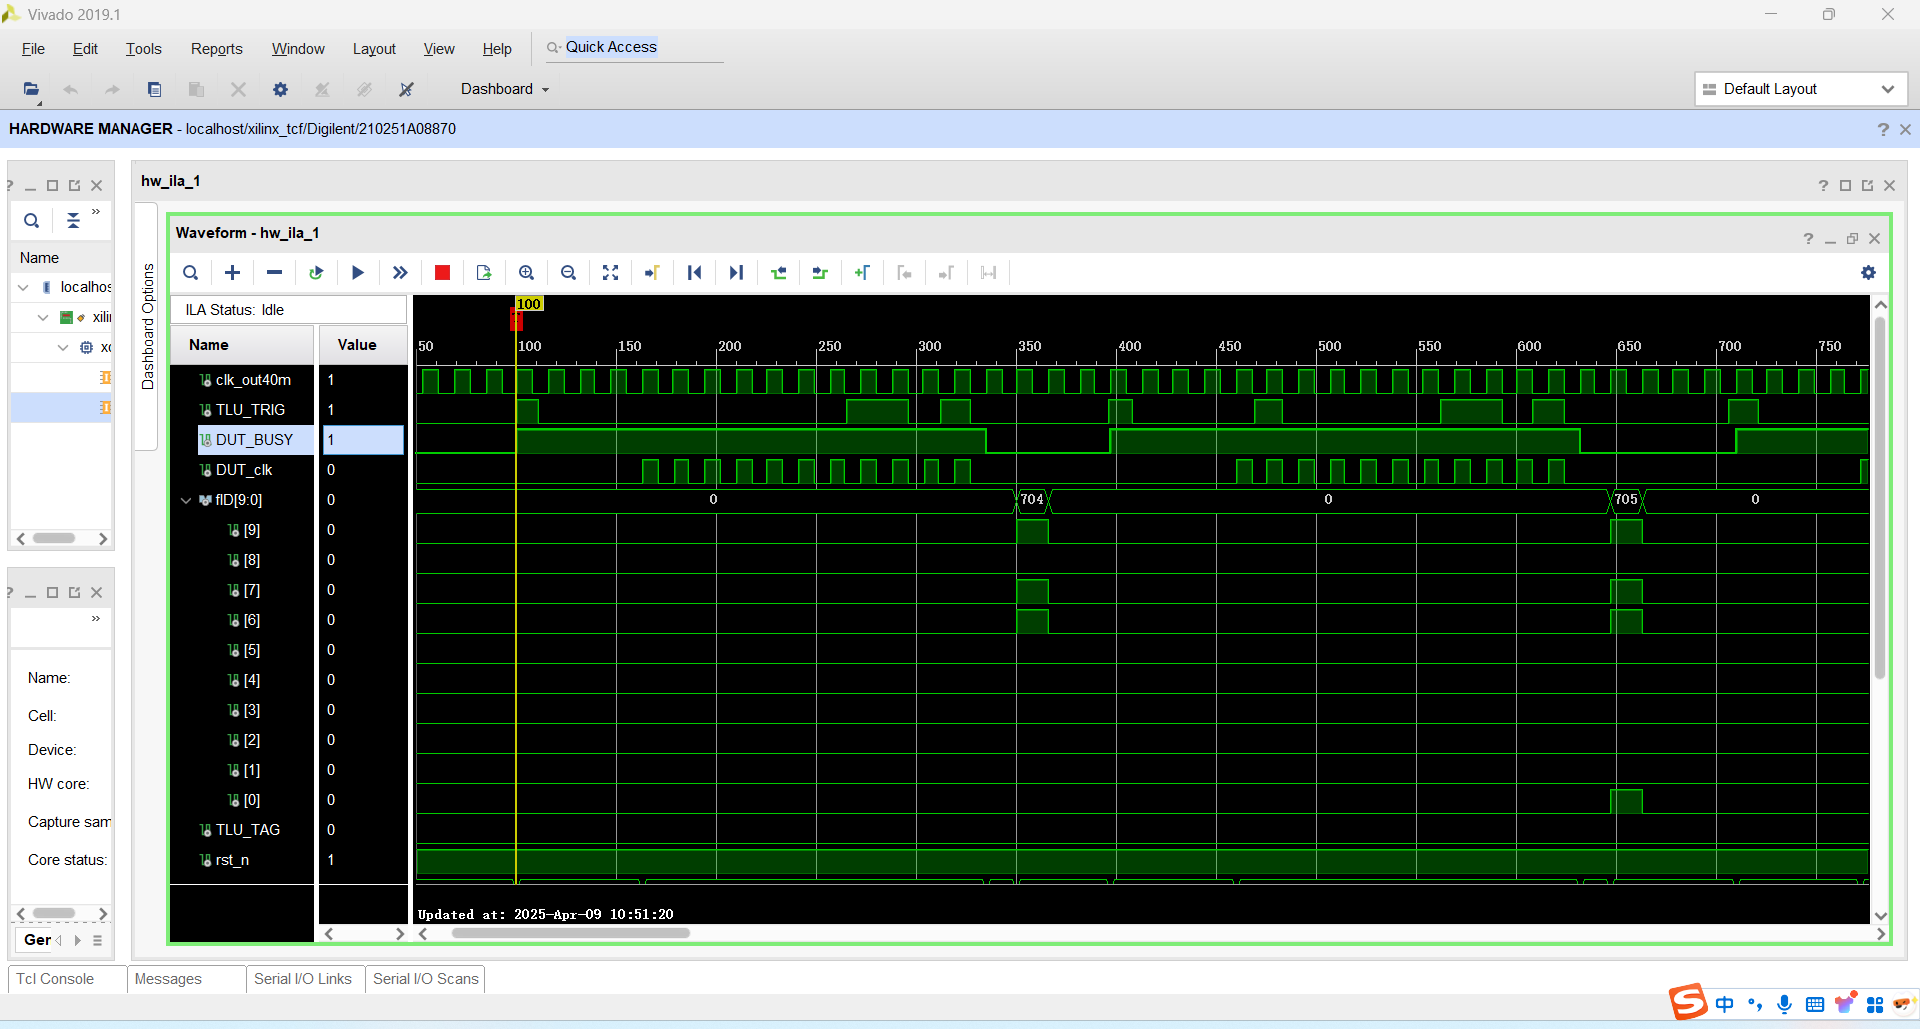 Vivado 2019.1
File Edit Tools Reports Window Layout View Help Quick Access
Dashboard Default Layout
HARDWARE MANAGER - localhost/xilinx_tcf/Digilent/210251A08870
hw_ila_1
Waveform - hw_ila_1
Dashboard Options
Name
localhos
xilin
xc
Name:
Cell:
Device:
HW core:
Capture sam
Core status:
Ger
ILA Status: Idle
Name Value
100
50 100 150 200 250 300 350 400 450 500 550 600 650 700 750
clk_out40m 1
TLU_TRIG 1
DUT_BUSY 1
DUT_clk 0
fID[9:0] 0 0 704 0 705 0
[9] 0
[8] 0
[7] 0
[6] 0
[5] 0
[4] 0
[3] 0
[2] 0
[1] 0
[0] 0
TLU_TAG 0
rst_n 1
Updated at: 2025-Apr-09 10:51:20
Tcl Console Messages Serial I/O Links Serial I/O Scans
S 中 °,